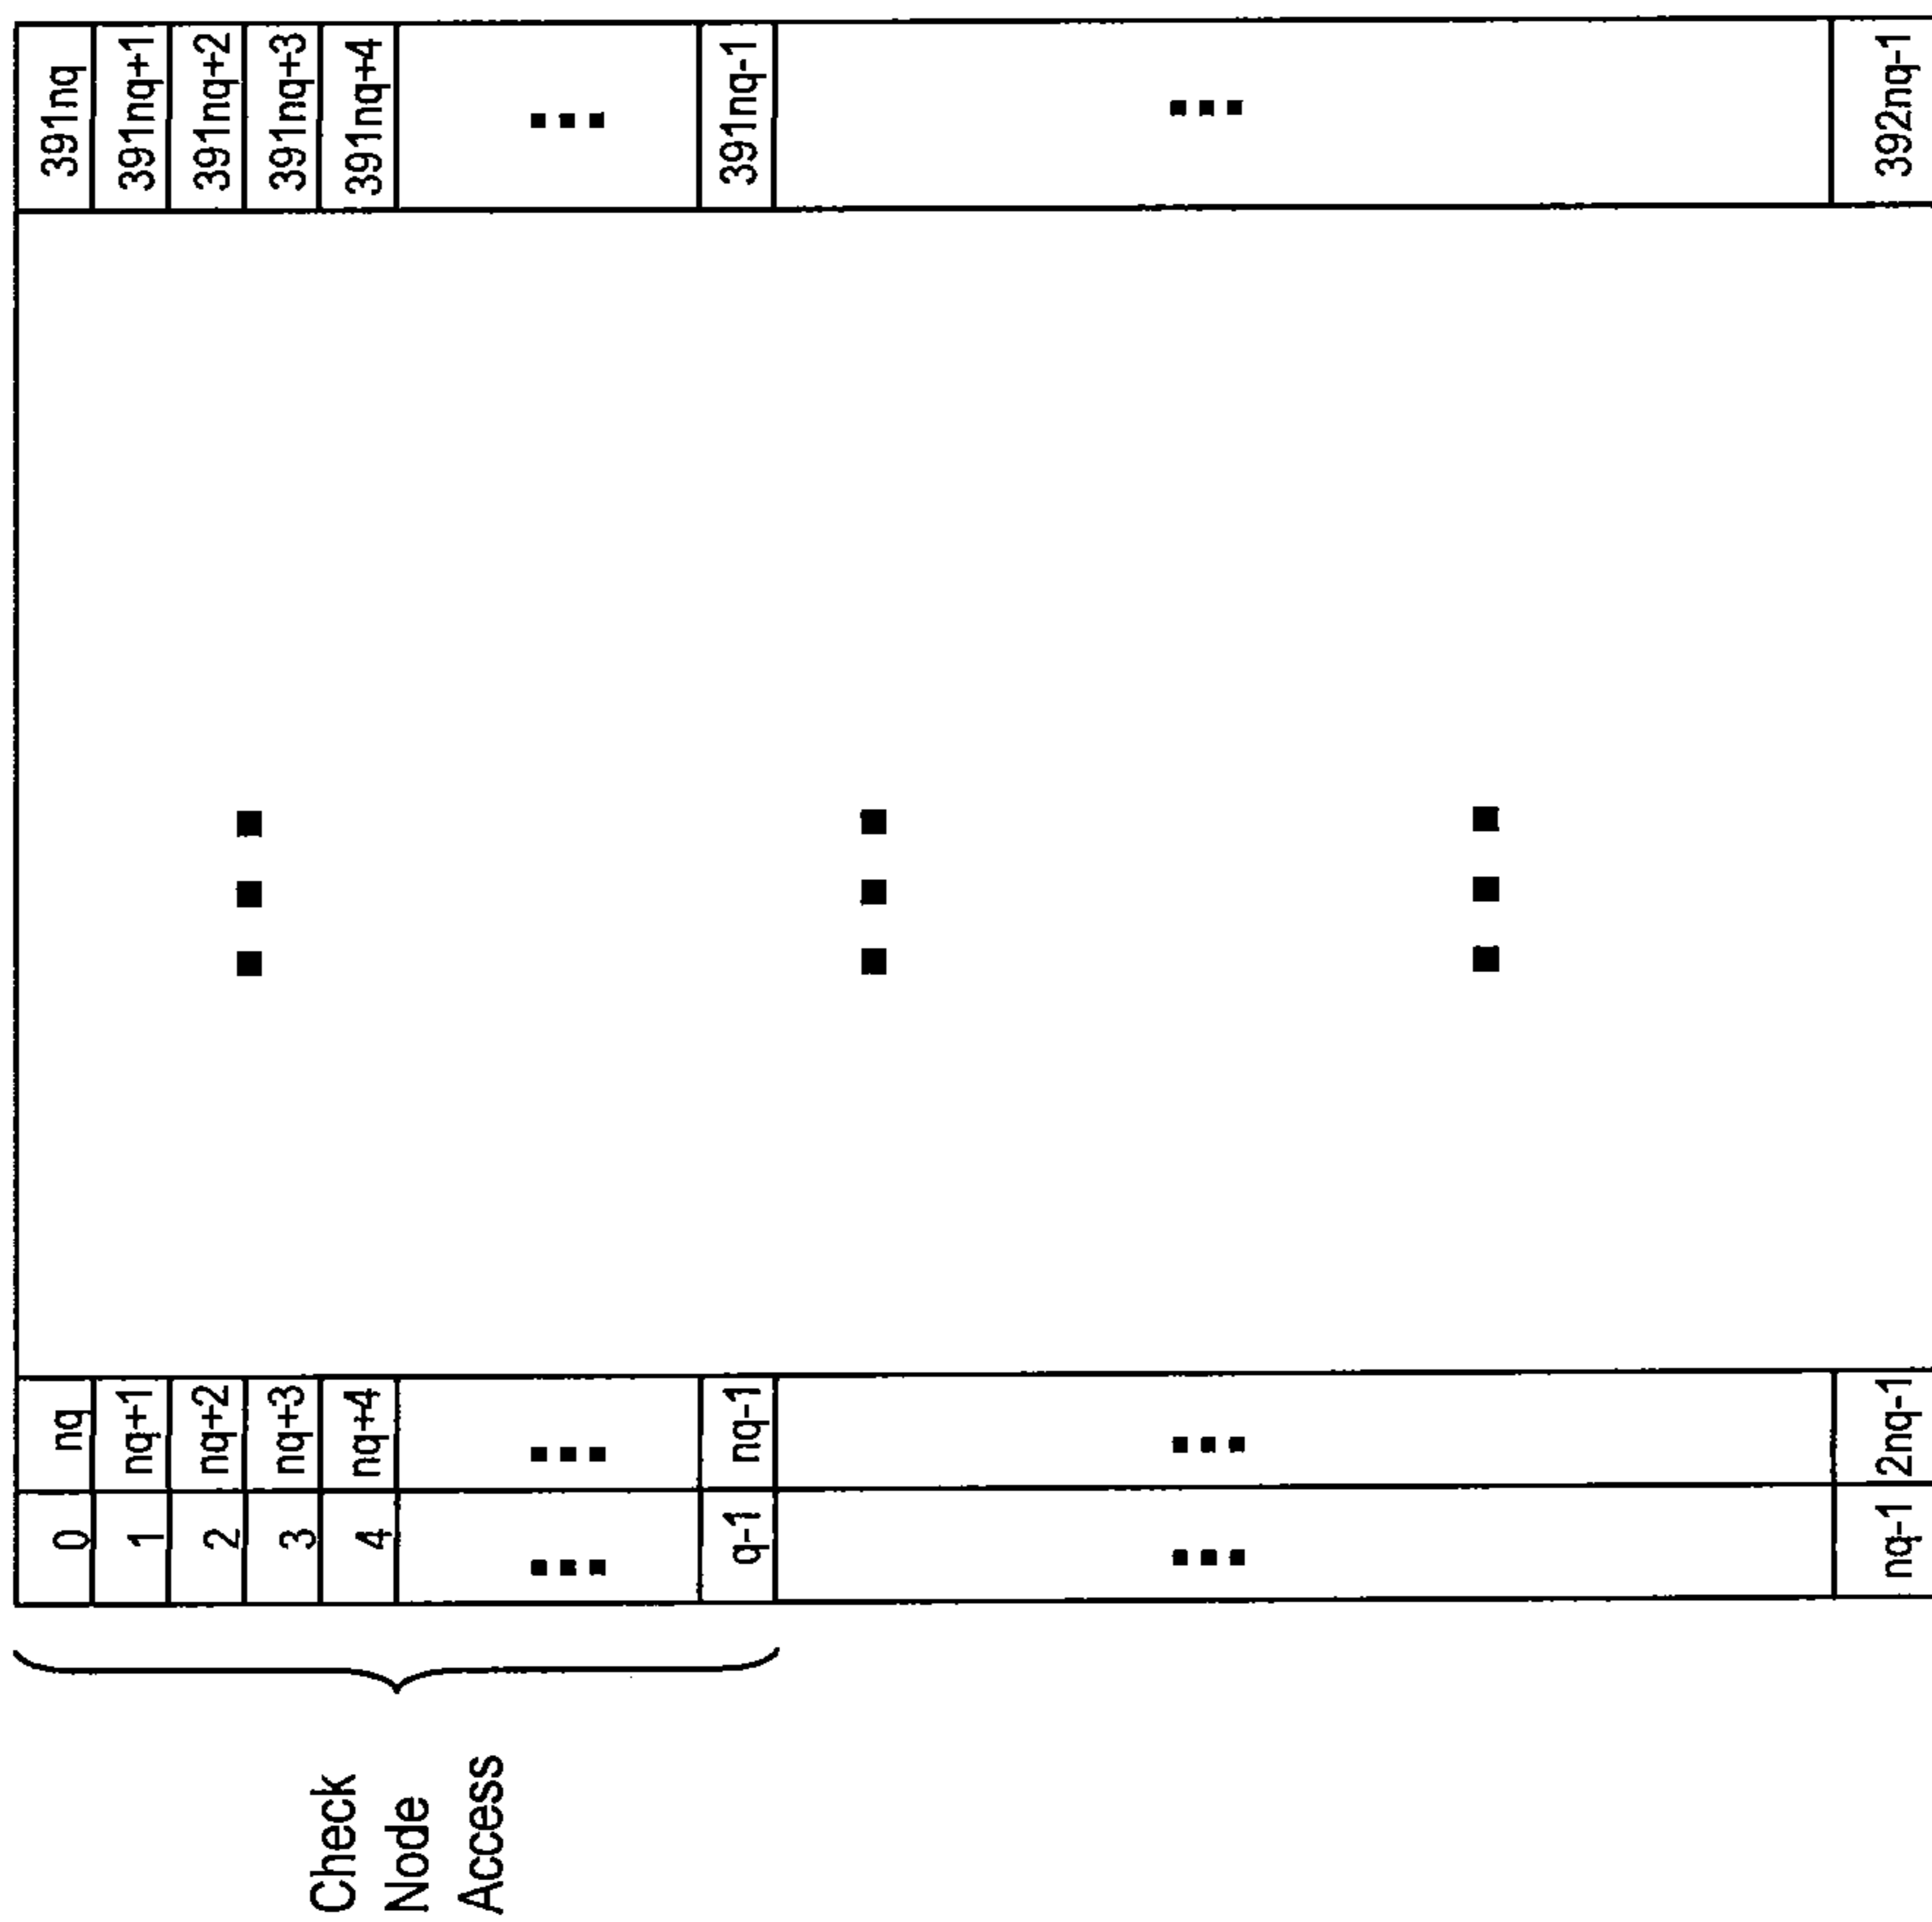 Check
Node
Access
0 nq 391nq
1 nq+1 391nq+1
2 nq+2 391nq+2
3 nq+3 391nq+3
4 nq+4 391nq+4
q-1 nq-1 391nq-1
nq-1 2nq-1 392nq-1